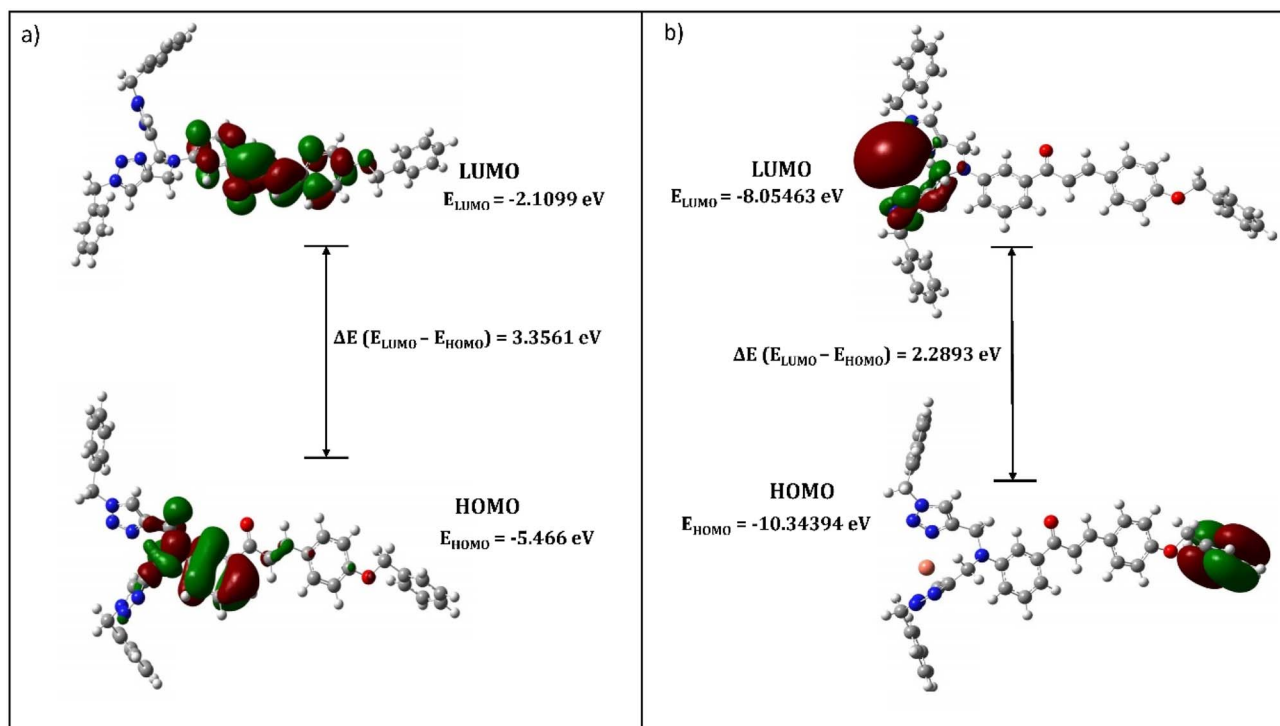 a)
LUMO
E_LUMO = -2.1099 eV
ΔE (E_LUMO – E_HOMO) = 3.3561 eV
HOMO
E_HOMO = -5.466 eV
b)
LUMO
E_LUMO = -8.05463 eV
ΔE (E_LUMO – E_HOMO) = 2.2893 eV
HOMO
E_HOMO = -10.34394 eV